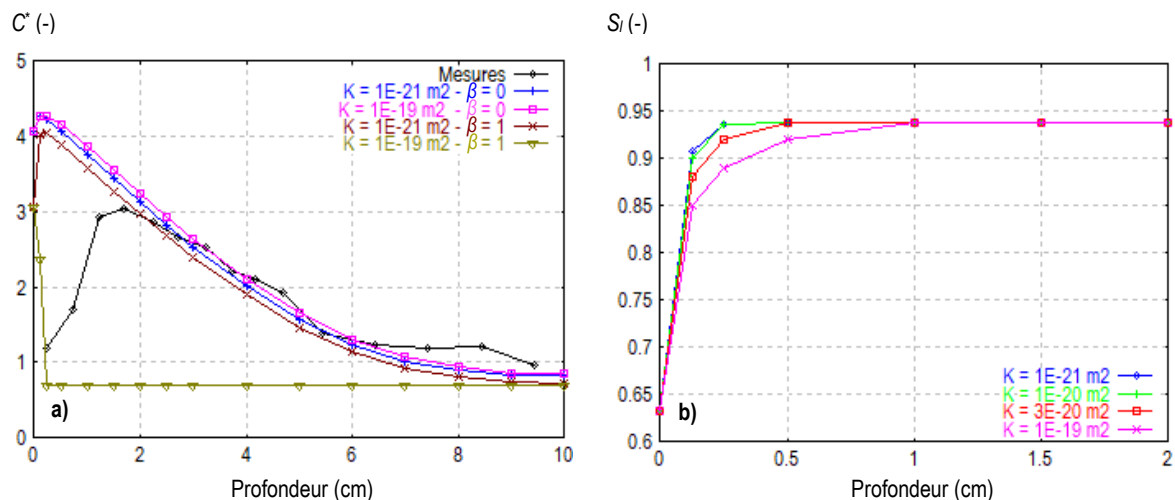 C* (-)
5
4
3
2
1
0
0
2
4
6
8
10
Mesures
K = 1E-21 m2 - β = 0
K = 1E-19 m2 - β = 0
K = 1E-21 m2 - β = 1
K = 1E-19 m2 - β = 1
a)
Profondeur (cm)
Sl (-)
1
0.95
0.9
0.85
0.8
0.75
0.7
0.65
0.6
0
0.5
1
1.5
2
K = 1E-21 m2
K = 1E-20 m2
K = 3E-20 m2
K = 1E-19 m2
b)
Profondeur (cm)